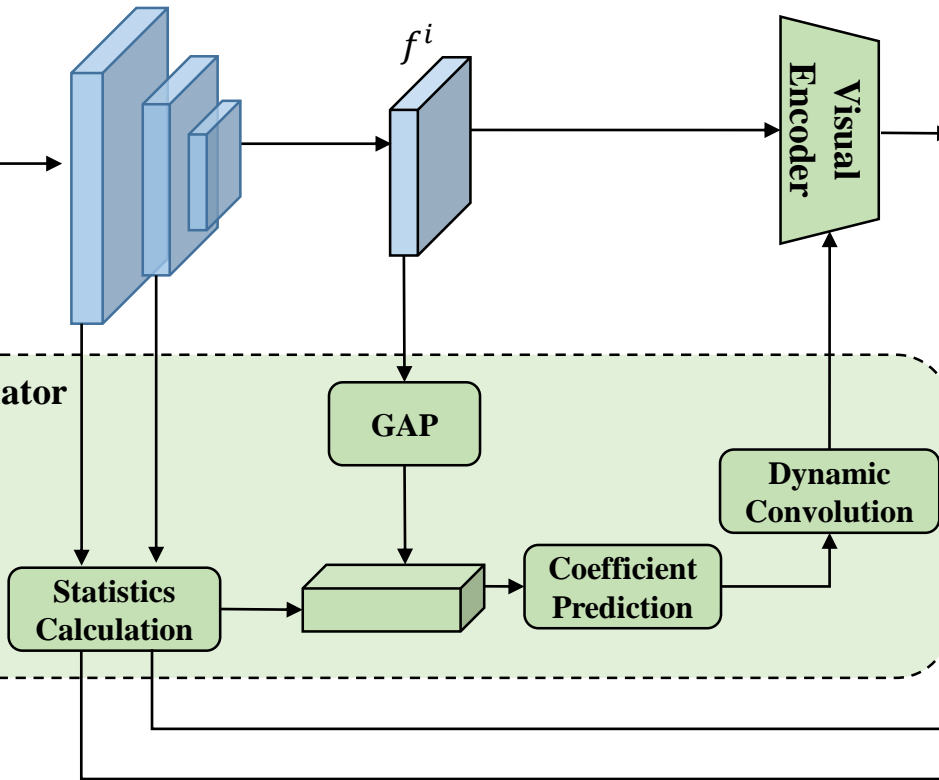 f^i
Visual
Encoder
ator
GAP
Dynamic
Convolution
Coefficient
Prediction
Statistics
Calculation